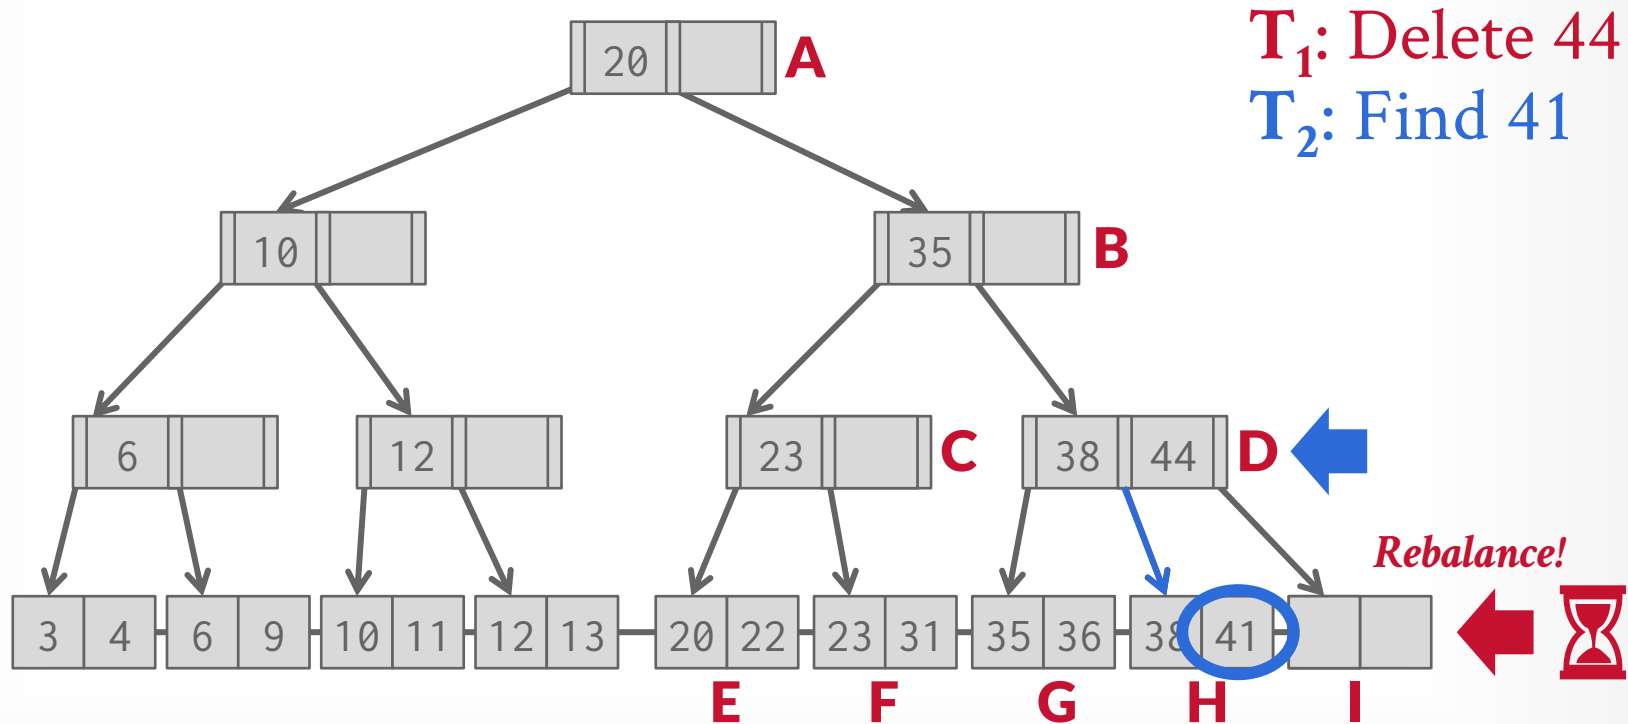 T1: Delete 44
T2: Find 41
20 A
10 35 B
6 12 23 C 38 44 D
Rebalance!
3 4 6 9 10 11 12 13 20 22 23 31 35 36 38 41
E F G H I